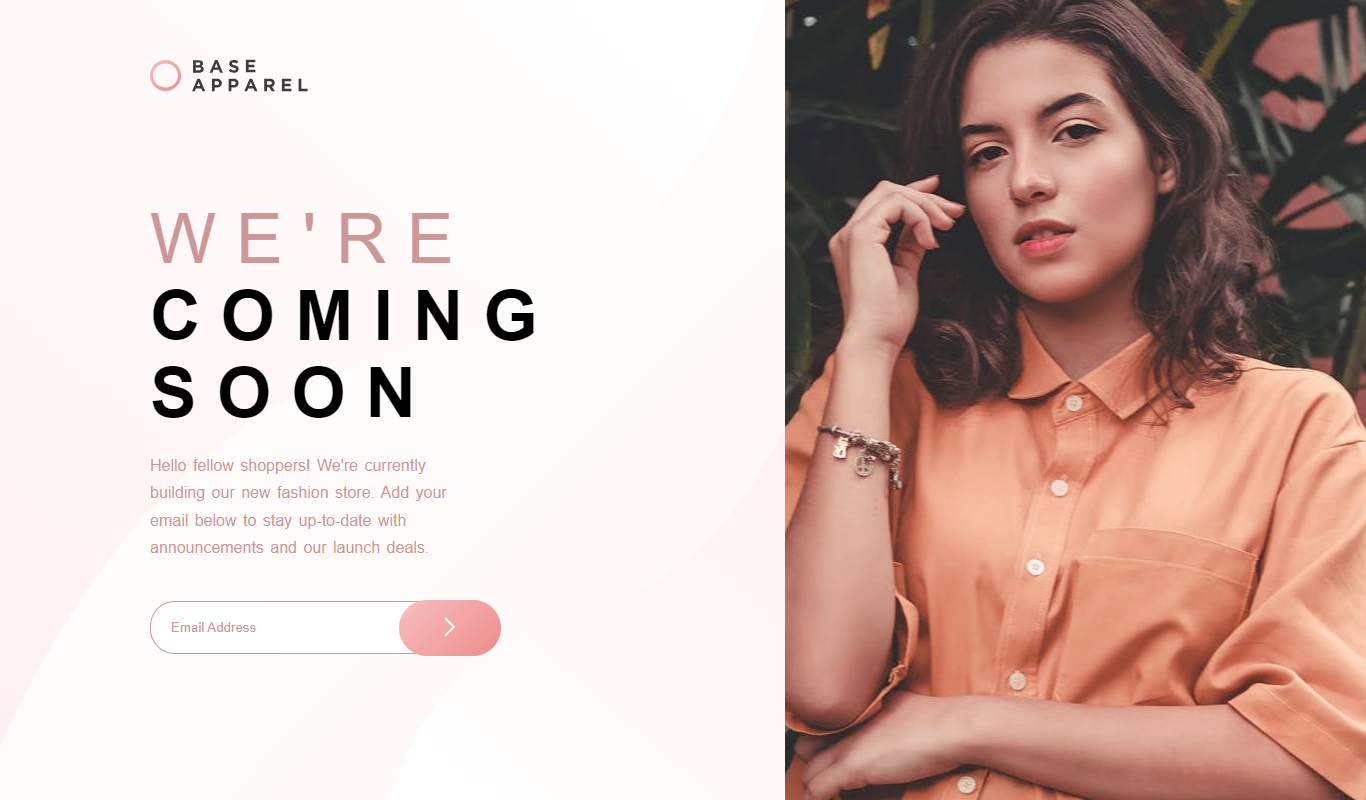 BASE
APPAREL
WE'RE
COMING
SOON
Hello fellow shoppers! We're currently
building our new fashion store. Add your
email below to stay up-to-date with
announcements and our launch deals.
Email Address